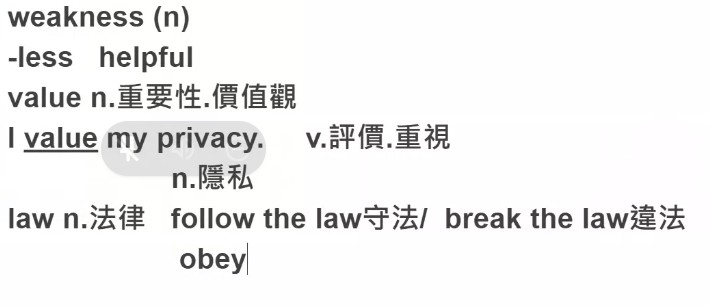 weakness (n)
-less helpful
value n.重要性.價值觀
I value my privacy. v.評價.重視
n.隱私
law n.法律 follow the law守法/ break the law違法
obey